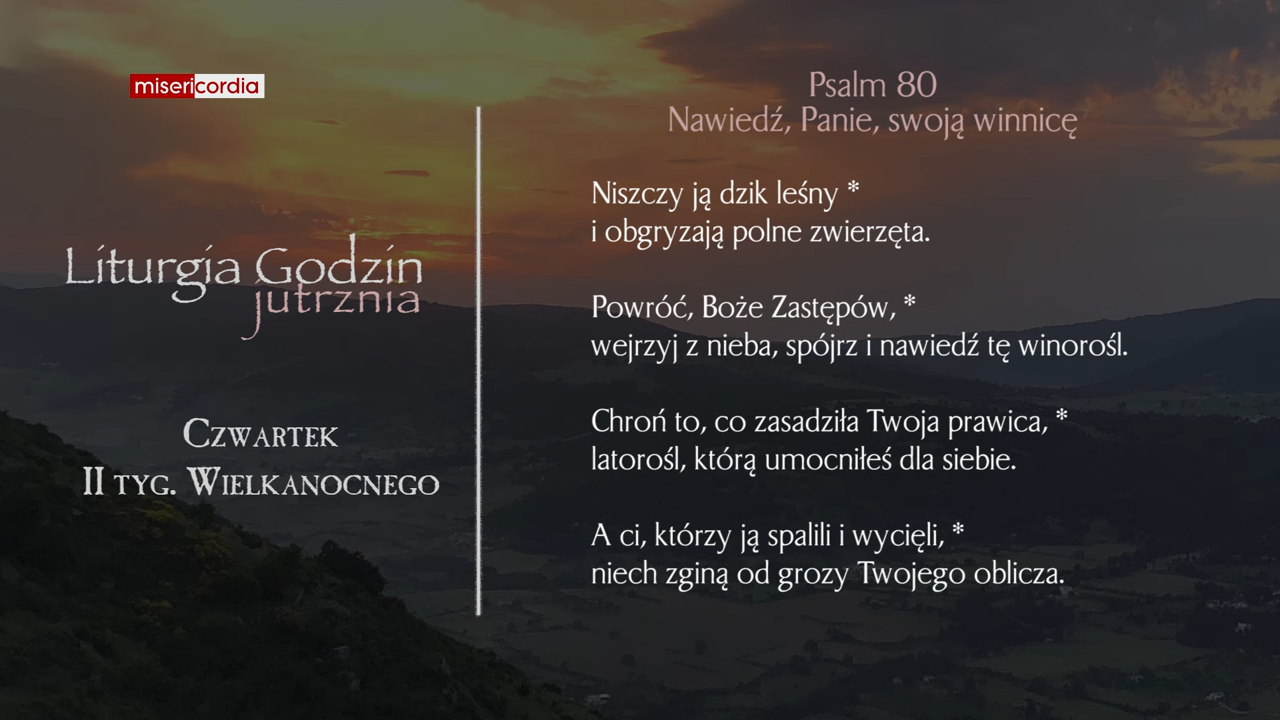 misericordia
Liturgia Godzin
jutrznia
Czwartek
II tyg. Wielkanocnego
Psalm 80
Nawiedź, Panie, swoją winnicę
Niszczy ją dzik leśny *
i obgryzają polne zwierzęta.
Powróć, Boże Zastępów, *
wejrzyj z nieba, spójrz i nawiedź tę winorośl.
Chroń to, co zasadziła Twoja prawica, *
latorośl, którą umocniłeś dla siebie.
A ci, którzy ją spalili i wycięli, *
niech zginą od grozy Twojego oblicza.